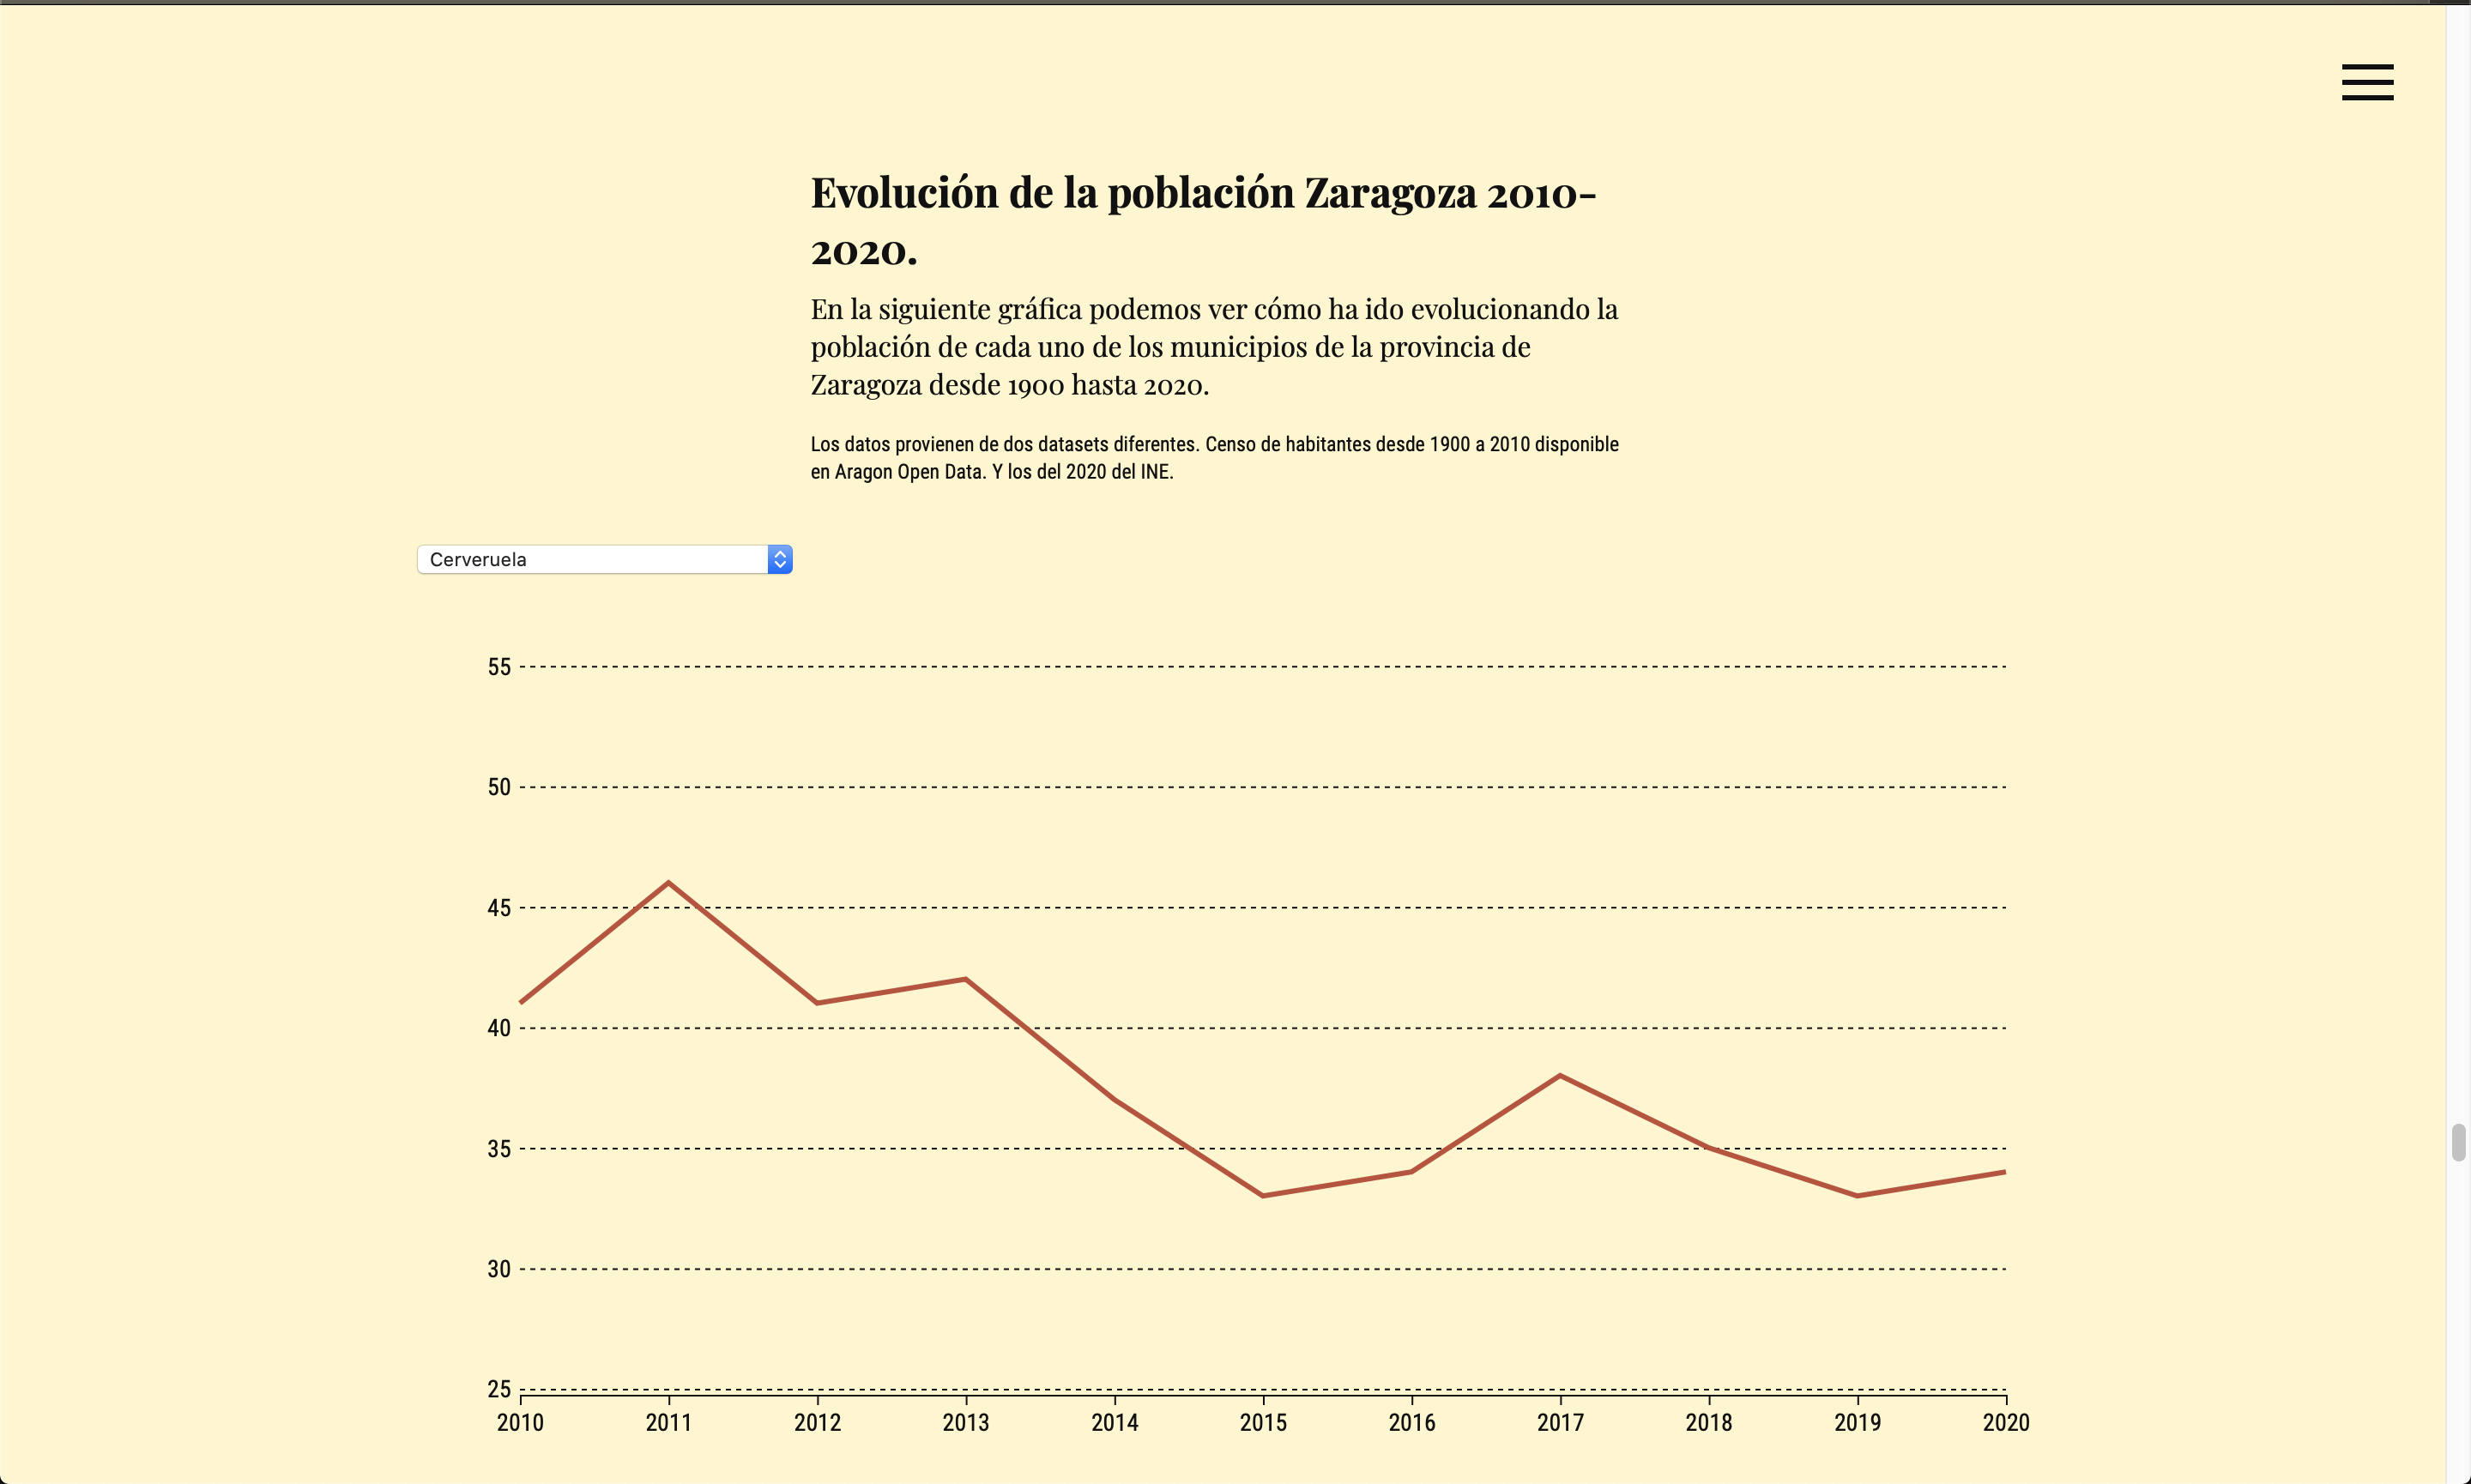 Evolución de la población Zaragoza 2010-
2020.
En la siguiente gráfica podemos ver cómo ha ido evolucionando la
población de cada uno de los municipios de la provincia de
Zaragoza desde 1900 hasta 2020.
Los datos provienen de dos datasets diferentes. Censo de habitantes desde 1900 a 2010 disponible
en Aragon Open Data. Y los del 2020 del INE.
Cerveruela
55
50
45
40
35
30
25
2010 2011 2012 2013 2014 2015 2016 2017 2018 2019 2020